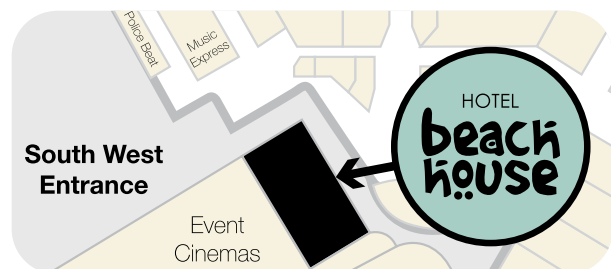 Police Beat
Music
Express
HOTEL
beach
house
South West
Entrance
Event
Cinemas